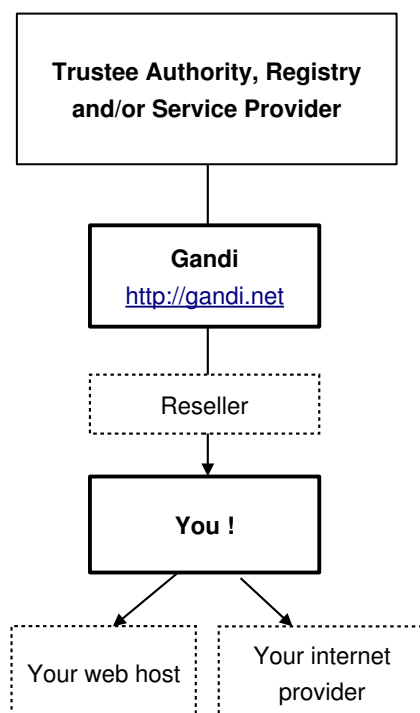 Trustee Authority, Registry
and/or Service Provider
Gandi
http://gandi.net
Reseller
You !
Your web host
Your internet
provider